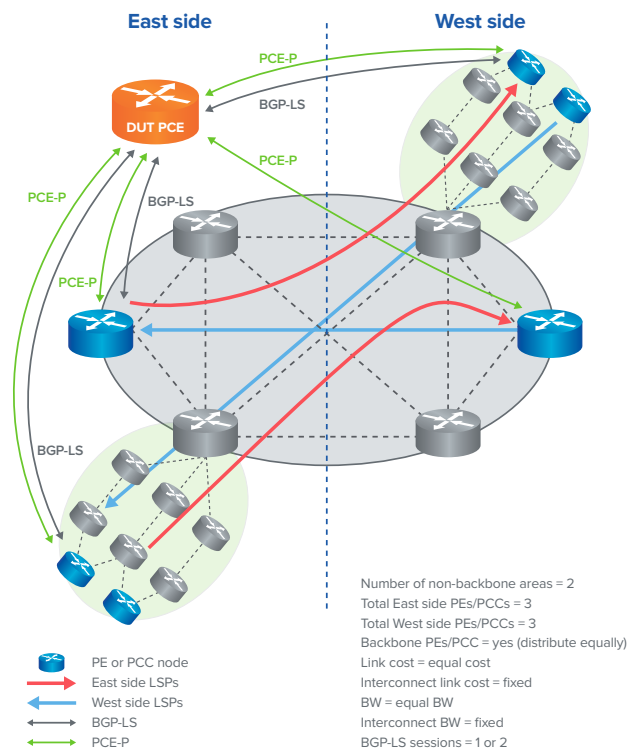 East side
West side
PCE-P
BGP-LS
DUT PCE
PCE-P
PCE-P
BGP-LS
PCE-P
BGP-LS
Number of non-backbone areas = 2
Total East side PEs/PCCs = 3
Total West side PEs/PCCs = 3
Backbone PEs/PCC = yes (distribute equally)
Link cost = equal cost
Interconnect link cost = fixed
BW = equal BW
Interconnect BW = fixed
BGP-LS sessions = 1 or 2
PE or PCC node
East side LSPs
West side LSPs
BGP-LS
PCE-P